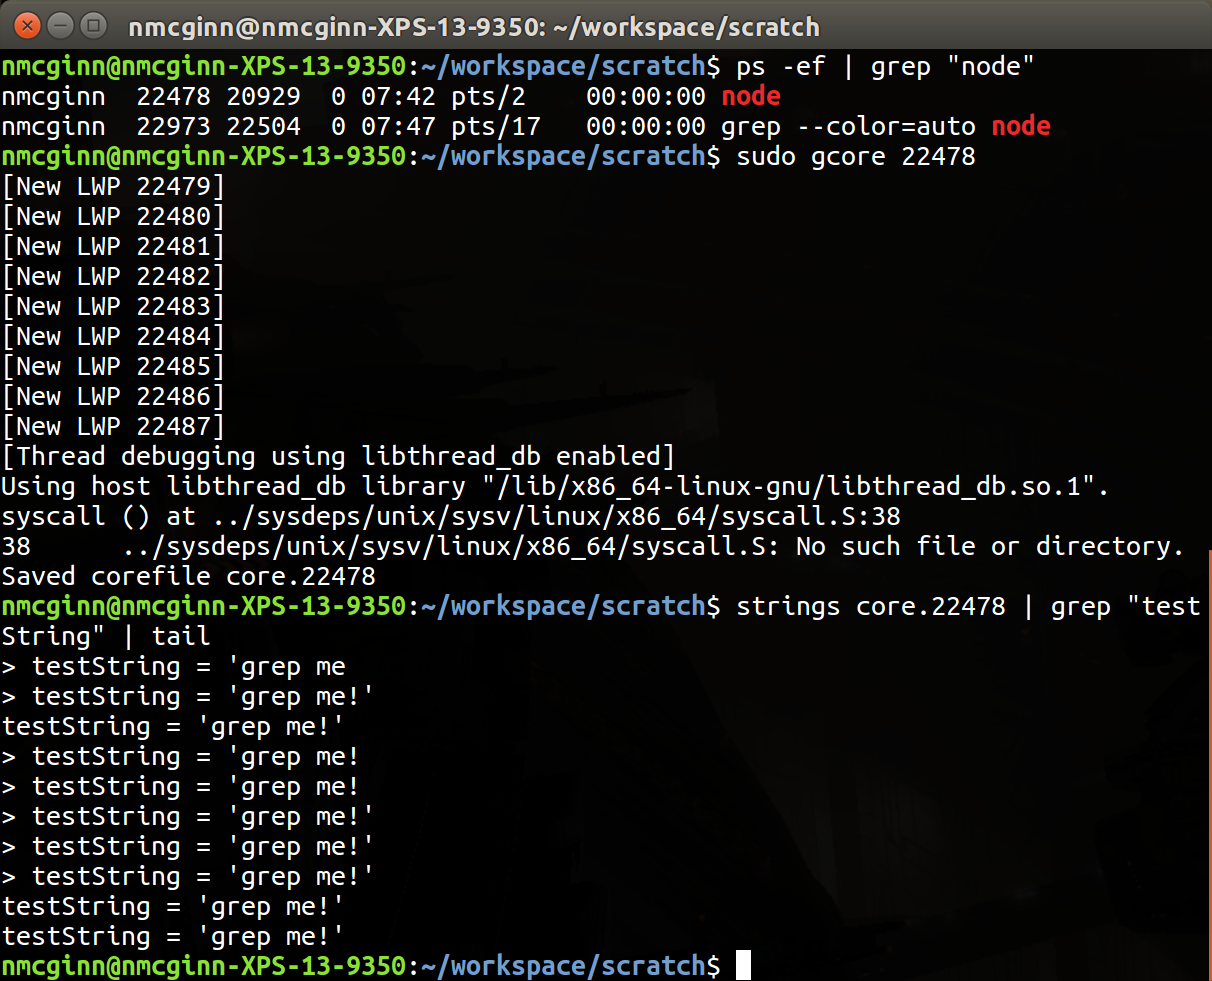 nmcginn@nmcginn-XPS-13-9350: ~/workspace/scratch
nmcginn@nmcginn-XPS-13-9350:~/workspace/scratch$ ps -ef | grep "node"
nmcginn  22478 20929  0 07:42 pts/2    00:00:00 node
nmcginn  22973 22504  0 07:47 pts/17   00:00:00 grep --color=auto node
nmcginn@nmcginn-XPS-13-9350:~/workspace/scratch$ sudo gcore 22478
[New LWP 22479]
[New LWP 22480]
[New LWP 22481]
[New LWP 22482]
[New LWP 22483]
[New LWP 22484]
[New LWP 22485]
[New LWP 22486]
[New LWP 22487]
[Thread debugging using libthread_db enabled]
Using host libthread_db library "/lib/x86_64-linux-gnu/libthread_db.so.1".
syscall () at ../sysdeps/unix/sysv/linux/x86_64/syscall.S:38
38      ../sysdeps/unix/sysv/linux/x86_64/syscall.S: No such file or directory.
Saved corefile core.22478
nmcginn@nmcginn-XPS-13-9350:~/workspace/scratch$ strings core.22478 | grep "test
String" | tail
> testString = 'grep me
> testString = 'grep me!'
testString = 'grep me!'
> testString = 'grep me!
> testString = 'grep me!
> testString = 'grep me!'
> testString = 'grep me!'
> testString = 'grep me!'
testString = 'grep me!'
testString = 'grep me!'
nmcginn@nmcginn-XPS-13-9350:~/workspace/scratch$